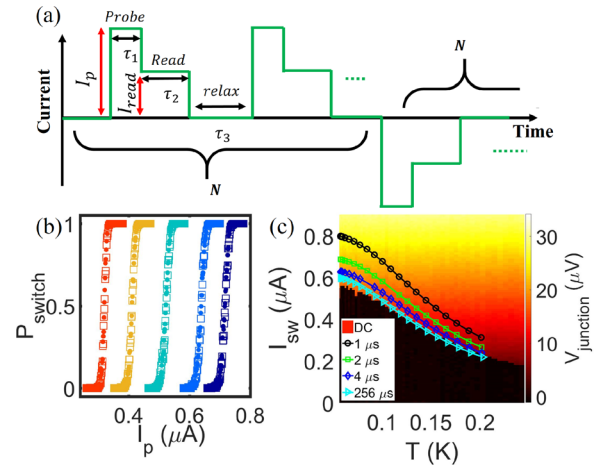 (a)
Probe
τ1
Read
Ip
Iread
τ2
relax
τ3
N
N
Current
Time
(b)
Pswitch
1
0.5
0
0.4
0.6
0.8
Ip (μA)
(c)
Isw (μA)
0.8
0.6
0.4
0.2
0
DC
1 μs
2 μs
4 μs
256 μs
0.1
0.15
0.2
T (K)
30
20
10
0
Vjunction (μV)